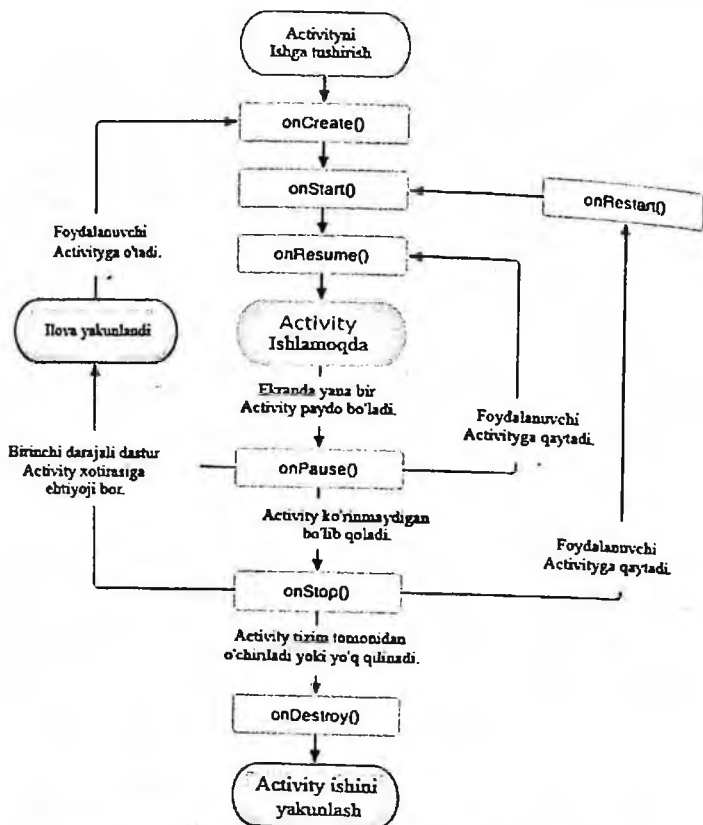 Activityni
Ishga tushirish
onCreate()
onStart()
onRestart()
Foydalanuvchi
Activityga o'tadi.
onResume()
Ilova yakunlandi
Activity
Ishlamoqda
Ekranda yana bir
Activity paydo bo'ladi.
Foydalanuvchi
Activityga qaytadi.
Birinchi darajali dastur
Activity xotirasiga
ehtiyoji bor.
onPause()
Activity ko'rinmaydigan
bo'lib qoladi.
Foydalanuvchi
Activityga qaytadi.
onStop()
Activity tizim tomonidan
o'chiriladi yoki yo'q qilinadi.
onDestroy()
Activity ishini
yakunlash